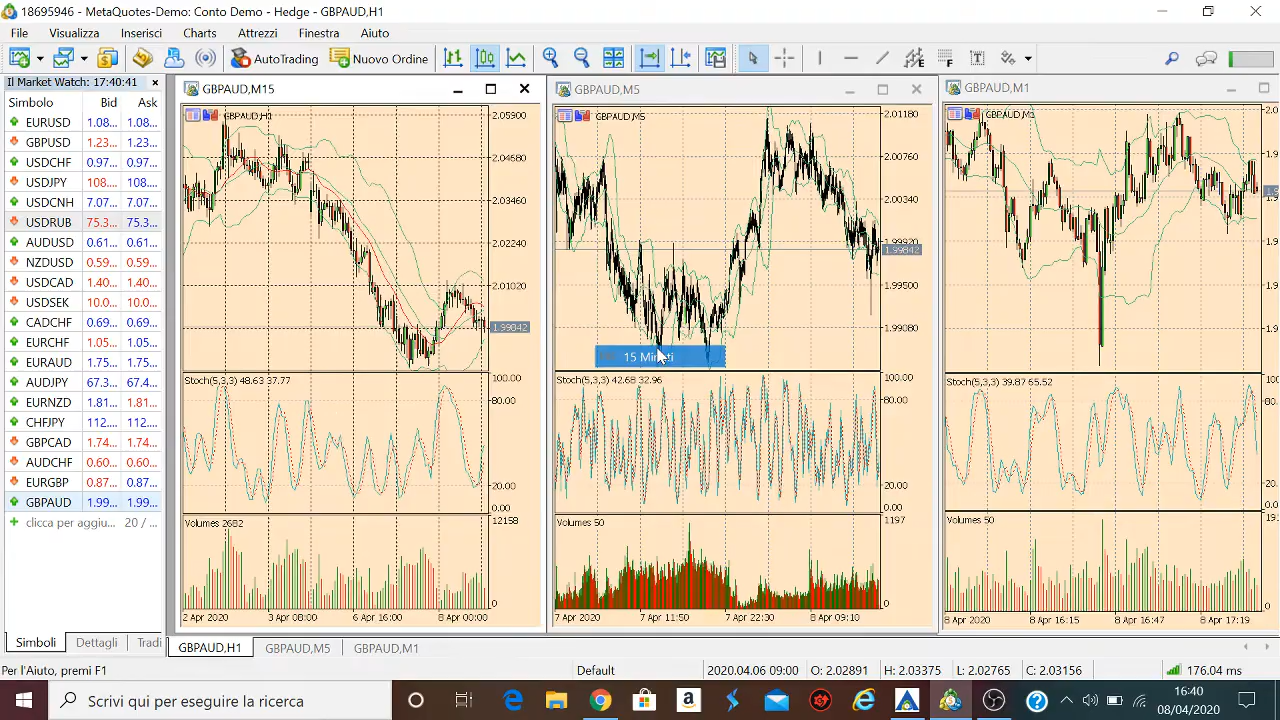 18695946 - MetaQuotes-Demo: Conto Demo - Hedge - GBPAUD,H1
File Visualizza Inserisci Charts Attrezzi Finestra Aiuto
AutoTrading Nuovo Ordine
Il Market Watch: 17:40:41
Simbolo Bid Ask
EURUSD 1.08... 1.08...
GBPUSD 1.23... 1.23...
USDCHF 0.97... 0.97...
USDJPY 108.... 108....
USDCNH 7.07... 7.07...
USDRUB 75.3... 75.3...
AUDUSD 0.61... 0.61...
NZDUSD 0.59... 0.59...
USDCAD 1.40... 1.40...
USDSEK 10.0... 10.0...
CADCHF 0.69... 0.69...
EURCHF 1.05... 1.05...
EURAUD 1.75... 1.75...
AUDJPY 67.3... 67.4...
EURNZD 1.81... 1.81...
CHFJPY 112.... 112....
GBPCAD 1.74... 1.74...
AUDCHF 0.60... 0.60...
EURGBP 0.87... 0.87...
GBPAUD 1.99... 1.99...
clicca per aggiu... 20 / ...
Simboli Dettagli Tradi
GBPAUD,M15
GBPAUD,H1
2.05900
2.04680
2.03460
2.02240
2.01020
1.99842
Stoch(5,3,3) 48.63 37.77
100.00
80.00
20.00
0.00
Volumes 2682
12158
0
2 Apr 2020 3 Apr 08:00 6 Apr 16:00 8 Apr 00:00
GBPAUD,M5
GBPAUD,M5
2.01180
2.00760
2.00340
1.99842
1.99500
1.99080
15 Minuti
Stoch(5,3,3) 42.68 32.96
100.00
80.00
20.00
0.00
Volumes 50
1197
0
7 Apr 2020 7 Apr 11:50 7 Apr 22:30 8 Apr 09:10
GBPAUD,M1
GBPAUD,M1
Stoch(5,3,3) 39.87 65.52
Volumes 50
0
8 Apr 2020 8 Apr 16:15 8 Apr 16:47 8 Apr 17:19
GBPAUD,H1 GBPAUD,M5 GBPAUD,M1
Per l'Aiuto, premi F1 Default 2020.04.06 09:00 O: 2.02891 H: 2.03375 L: 2.02765 C: 2.03156 176.04 ms
Scrivi qui per eseguire la ricerca
16:40
08/04/2020